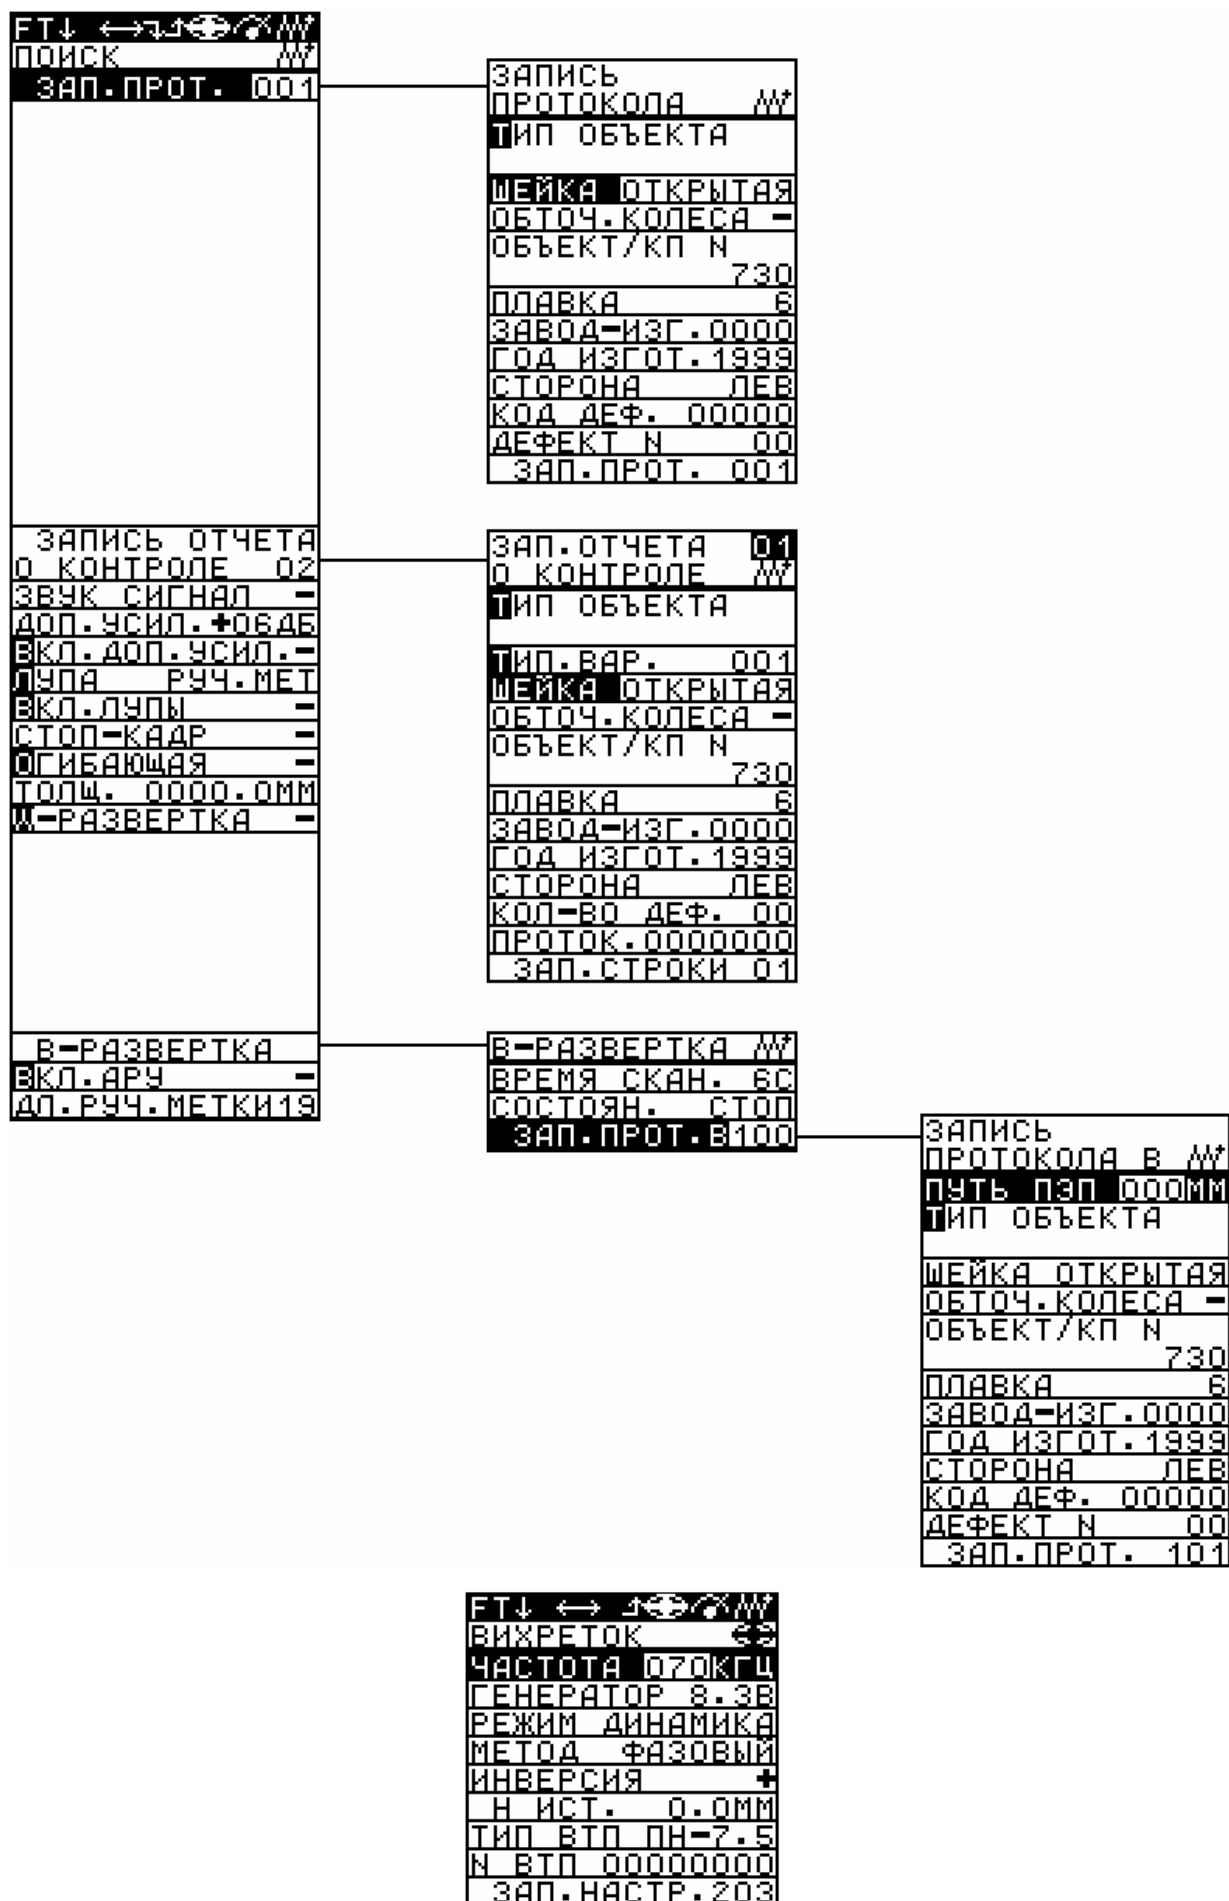 FT↓
ПОИСК
ЗАП.ПРОТ. 001
ЗАПИСЬ ОТЧЕТА
О КОНТРОЛЕ 02
ЗВУК СИГНАЛ -
ДОП.УСИЛ.+06ДБ
ВКЛ.ДОП.УСИЛ.-
ЛУПА РУЧ.МЕТ
ВКЛ.ЛУПЫ -
СТОП-КАДР -
ОГИБАЮЩАЯ -
ТОЛЩ. 0000.0ММ
Ж-РАЗВЕРТКА -
В-РАЗВЕРТКА
ВКЛ.АРУ -
ДЛ.РУЧ.МЕТКИ19
ЗАПИСЬ
ПРОТОКОЛА
ТИП ОБЪЕКТА
ШЕЙКА ОТКРЫТАЯ
ОБТОЧ.КОЛЕСА -
ОБЪЕКТ/КП N
730
ПЛАВКА 6
ЗАВОД-ИЗГ.0000
ГОД ИЗГОТ.1999
СТОРОНА ЛЕВ
КОД ДЕФ. 00000
ДЕФЕКТ N 00
ЗАП.ПРОТ. 001
ЗАП.ОТЧЕТА 01
О КОНТРОЛЕ
ТИП ОБЪЕКТА
ТИП.ВАР. 001
ШЕЙКА ОТКРЫТАЯ
ОБТОЧ.КОЛЕСА -
ОБЪЕКТ/КП N
730
ПЛАВКА 6
ЗАВОД-ИЗГ.0000
ГОД ИЗГОТ.1999
СТОРОНА ЛЕВ
КОЛ-ВО ДЕФ. 00
ПРОТОК.0000000
ЗАП.СТРОКИ 01
В-РАЗВЕРТКА
ВРЕМЯ СКАН. 6С
СОСТОЯН. СТОП
ЗАП.ПРОТ.В100
ЗАПИСЬ
ПРОТОКОЛА В
ПУТЬ ПЭП 000ММ
ТИП ОБЪЕКТА
ШЕЙКА ОТКРЫТАЯ
ОБТОЧ.КОЛЕСА -
ОБЪЕКТ/КП N
730
ПЛАВКА 6
ЗАВОД-ИЗГ.0000
ГОД ИЗГОТ.1999
СТОРОНА ЛЕВ
КОД ДЕФ. 00000
ДЕФЕКТ N 00
ЗАП.ПРОТ. 101
FT↓
ВИХРЕТОК
ЧАСТОТА 070КГЦ
ГЕНЕРАТОР 8.3В
РЕЖИМ ДИНАМИКА
МЕТОД ФАЗОВЫЙ
ИНВЕРСИЯ +
Н ИСТ. 0.0ММ
ТИП ВТП ПН-7.5
N ВТП 00000000
ЗАП.НАСТР.203